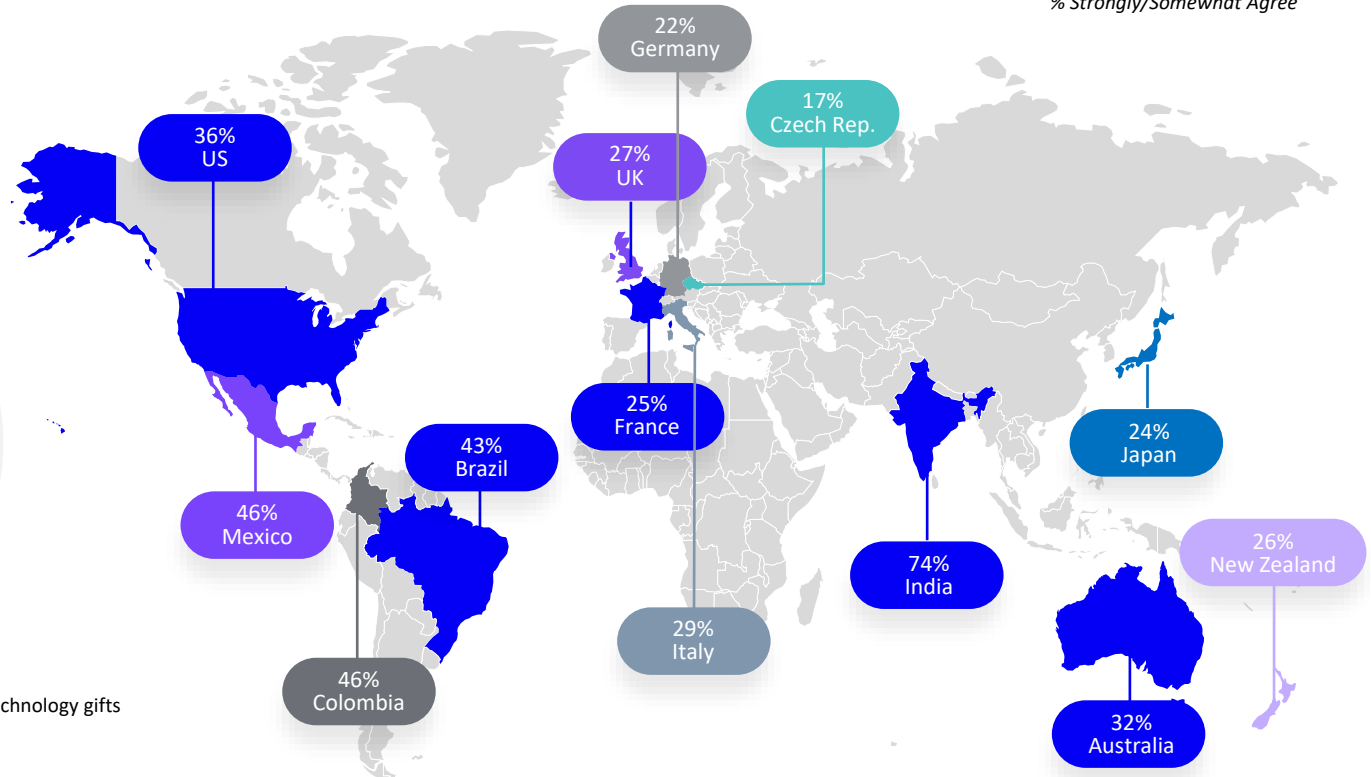 % Strongly/Somewhat Agree
22%
Germany
17%
Czech Rep.
36%
US
27%
UK
25%
France
43%
Brazil
24%
Japan
46%
Mexico
26%
New Zealand
74%
India
29%
Italy
46%
Colombia
chnology gifts
32%
Australia